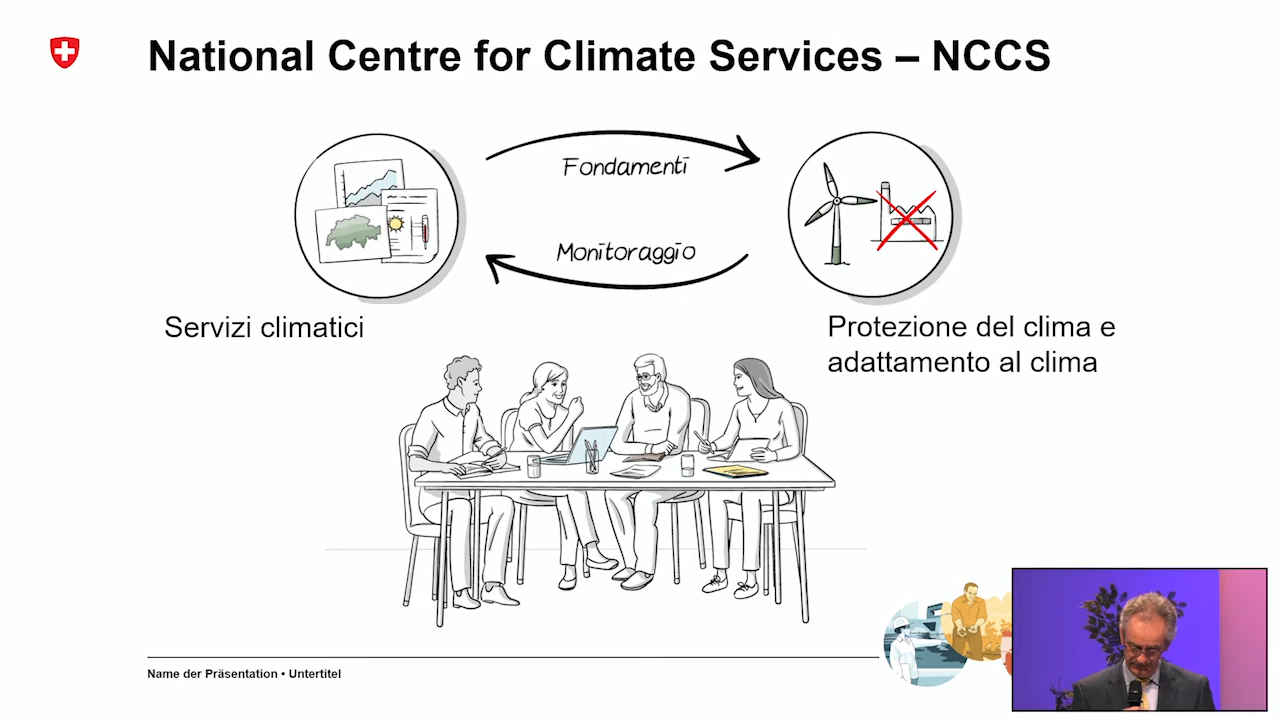 National Centre for Climate Services – NCCS
Fondamenti
Monitoraggio
Servizi climatici
Protezione del clima e
adattamento al clima
Name der Präsentation • Untertitel